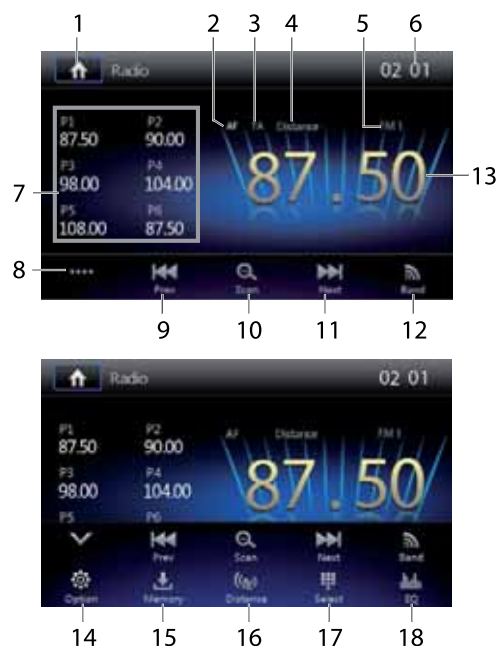 1 2 3 4 5 6
Radio 02 01
AF TA Distance FM 1
P1 P2
87.50 90.00
P3 P4
98.00 104.00
P5 P6
108.00 87.50
87.50
7
13
8
Prev Scan Next Band
9 10 11 12
Radio 02 01
AF Distance FM 1
P1 P2
87.50 90.00
P3 P4
98.00 104.00
P5 P6
87.50
Prev Scan Next Band
Option Memory Distance Select EQ
14 15 16 17 18